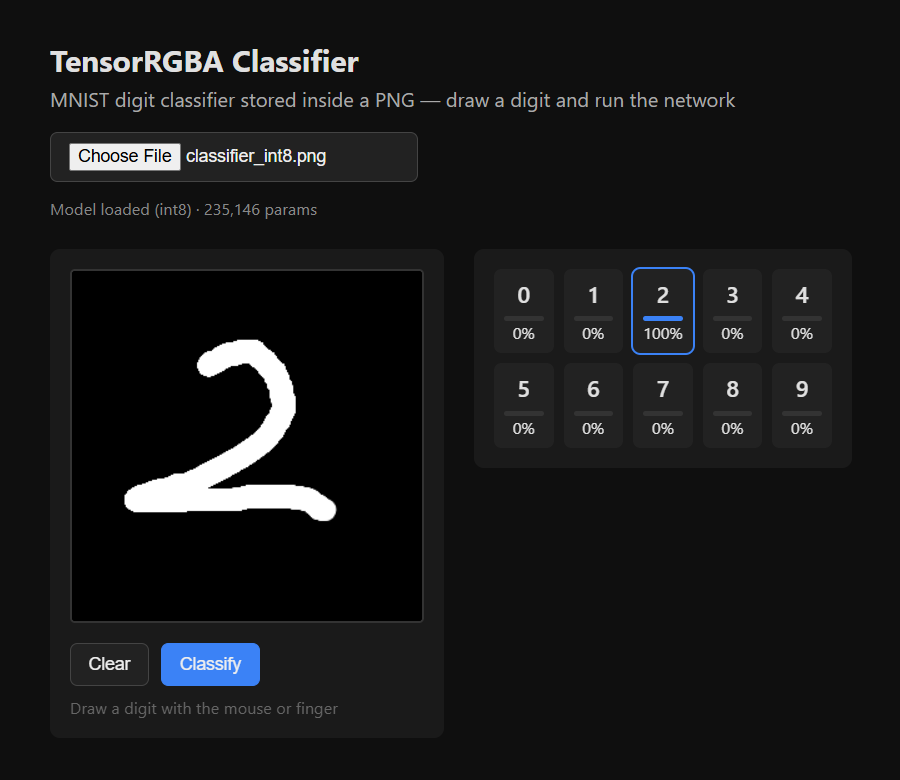 TensorRGBA Classifier
MNIST digit classifier stored inside a PNG — draw a digit and run the network
Choose File classifier_int8.png
Model loaded (int8) · 235,146 params
2
Clear Classify
Draw a digit with the mouse or finger
0 1 2 3 4
0% 0% 100% 0% 0%
5 6 7 8 9
0% 0% 0% 0% 0%